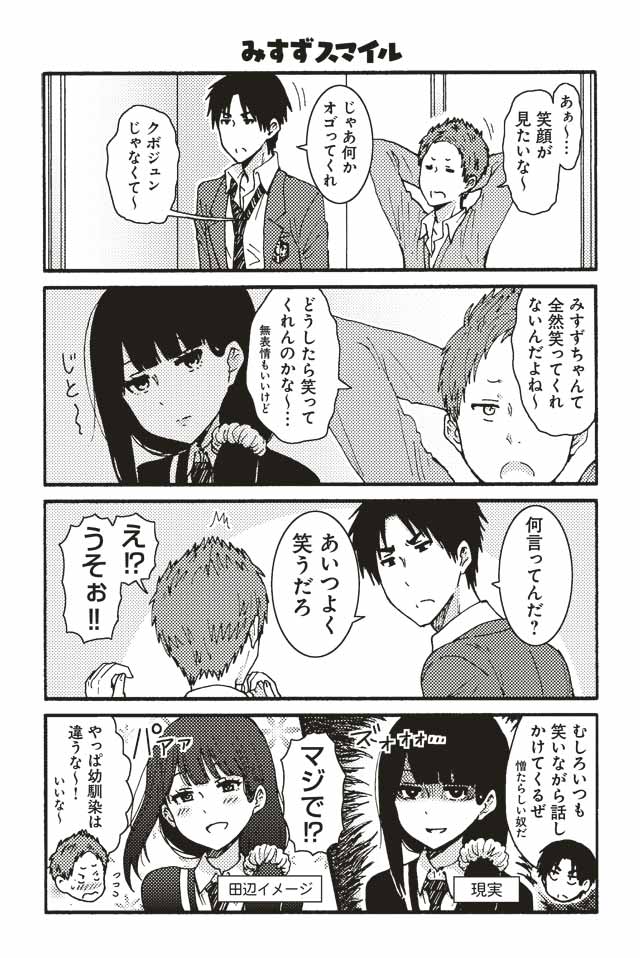 みすずスマイル
あぁ〜…
笑顔が
見たいな〜
じゃあ何か
オゴってくれ
クボジュン
じゃなくて〜
みすずちゃんて
全然笑ってくれ
ないんだよね〜
どうしたら笑って
くれんのかな〜…
無表情もいいけど
じと〜
何言ってんだ?
あいつよく
笑うだろ
え!?
うそぉ!!
むしろいつも
笑いながら話し
かけてくるぜ
憎たらしい奴だ
ズオォォ…
現実
マジで!?
パアァァ
田辺イメージ
やっぱ幼馴染は
違うな〜!
いいな〜